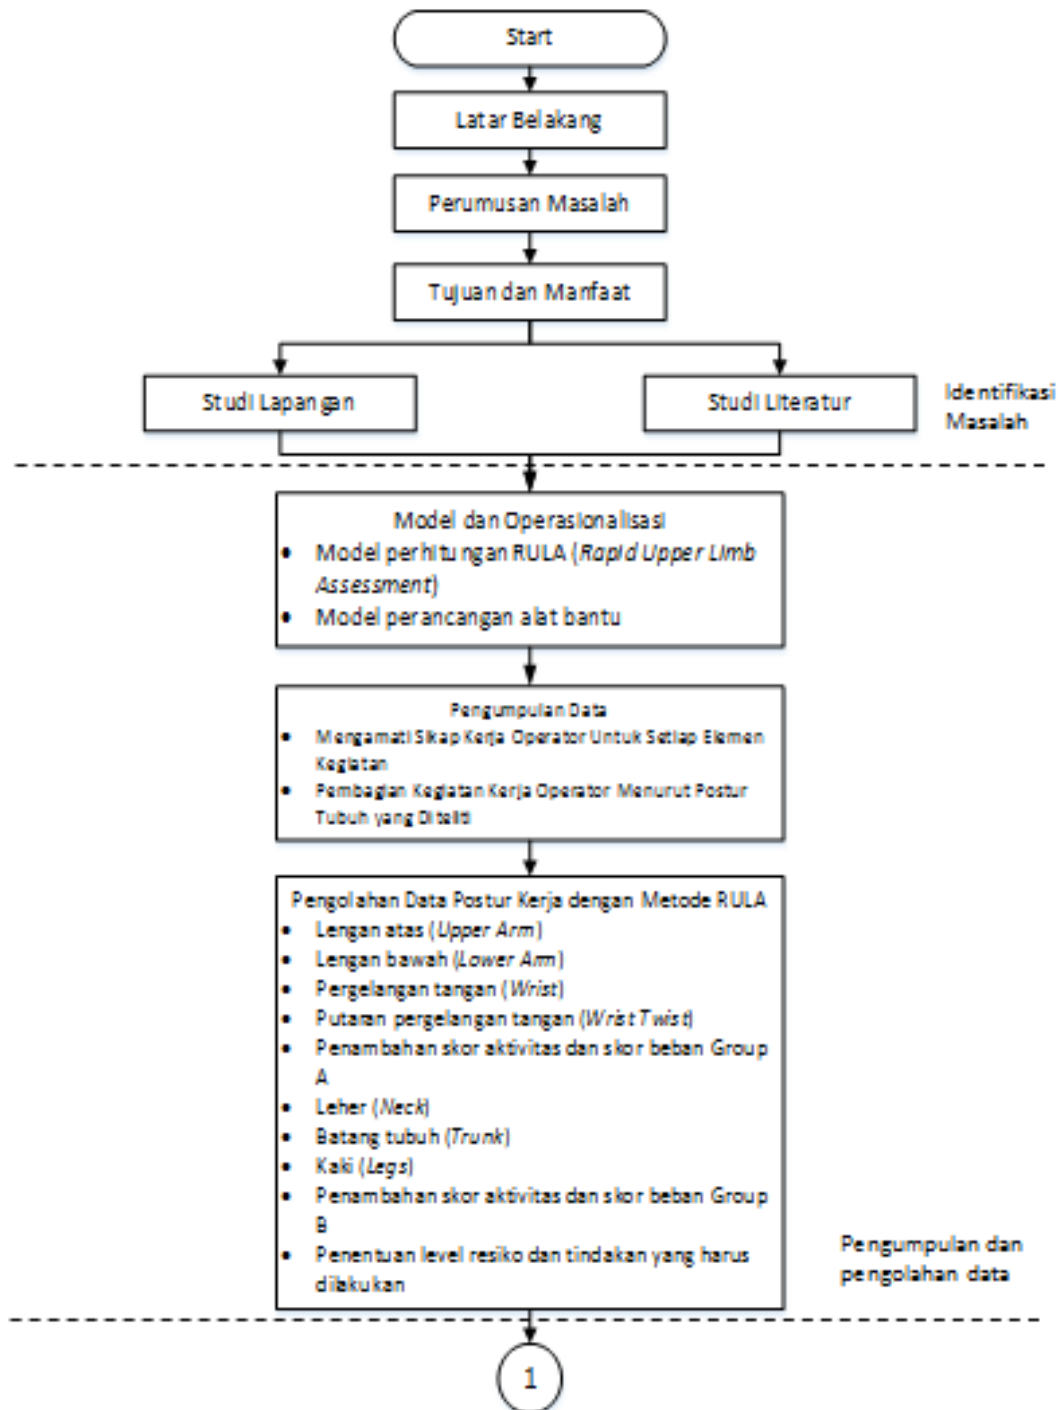 Start
Latar Belakang
Perumusan Masalah
Tujuan dan Manfaat
Studi Lapangan
Studi Literatur
Identifikasi
Masalah
Model dan Operasionalisasi
• Model perhitungan RULA (Rapid Upper Limb
Assessment)
• Model perancangan alat bantu
Pengumpulan Data
• Mengamati Sikap Kerja Operator Untuk Setiap Elemen
Kegiatan
• Pembagian Kegiatan Kerja Operator Menurut Postur
Tubuh yang Diteliti
Pengolahan Data Postur Kerja dengan Metode RULA
• Lengan atas (Upper Arm)
• Lengan bawah (Lower Arm)
• Pergelangan tangan (Wrist)
• Putaran pergelangan tangan (Wrist Twist)
• Penambahan skor aktivitas dan skor beban Group
A
• Leher (Neck)
• Batang tubuh (Trunk)
• Kaki (Legs)
• Penambahan skor aktivitas dan skor beban Group
B
• Penentuan level resiko dan tindakan yang harus
dilakukan
Pengumpulan dan
pengolahan data
1